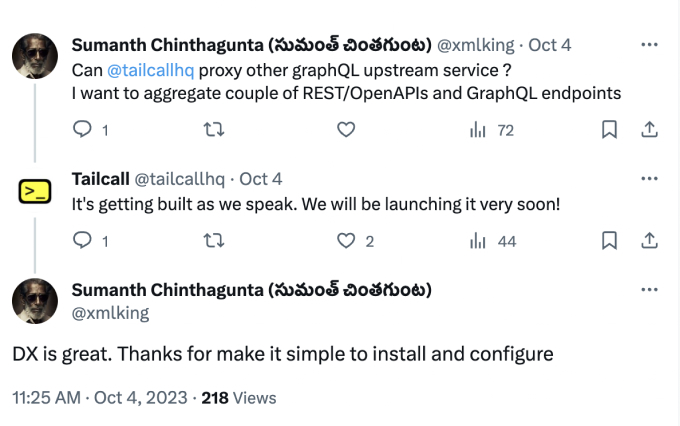 Sumanth Chinthagunta (సుమంత్ చింతగుంట) @xmlking · Oct 4
Can @tailcallhq proxy other graphQL upstream service ?
I want to aggregate couple of REST/OpenAPIs and GraphQL endpoints
1 72
Tailcall @tailcallhq · Oct 4
>_
It's getting built as we speak. We will be launching it very soon!
1 2 44
Sumanth Chinthagunta (సుమంత్ చింతగుంట)
@xmlking
DX is great. Thanks for make it simple to install and configure
11:25 AM · Oct 4, 2023 · 218 Views